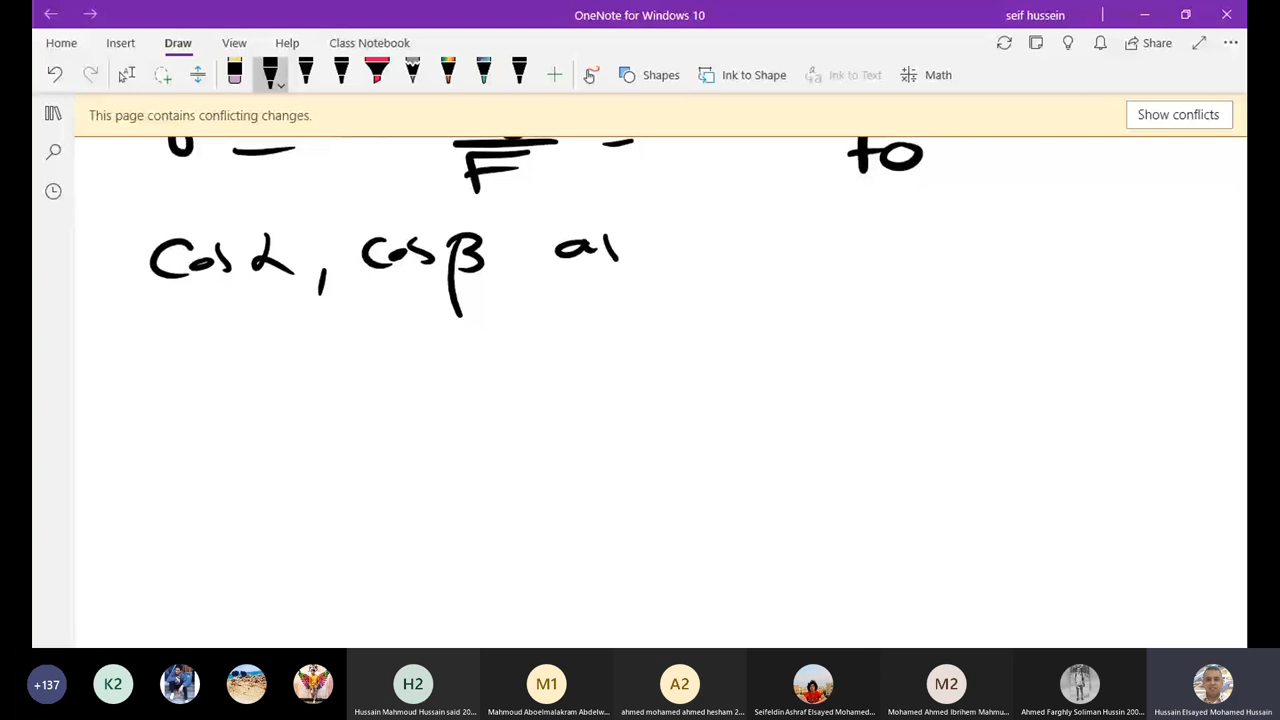 OneNote for Windows 10
seif hussein
Home Insert Draw View Help Class Notebook
Share
Shapes Ink to Shape Ink to Text Math
This page contains conflicting changes.
Show conflicts
F to
Cos α, cos β
+137 K2 H2 M1 A2 M2
Hussain Mahmoud Hussain said 20... Mahmoud Aboelmalakram Abdelw... ahmed mohamed ahmed hesham 2... Seifeldin Ashraf Elsayed Mohamed... Mohamed Ahmed Ibrihem Mahmu... Ahmed Farghly Soliman Hussin 200... Hussain Elsayed Mohamed Hussain